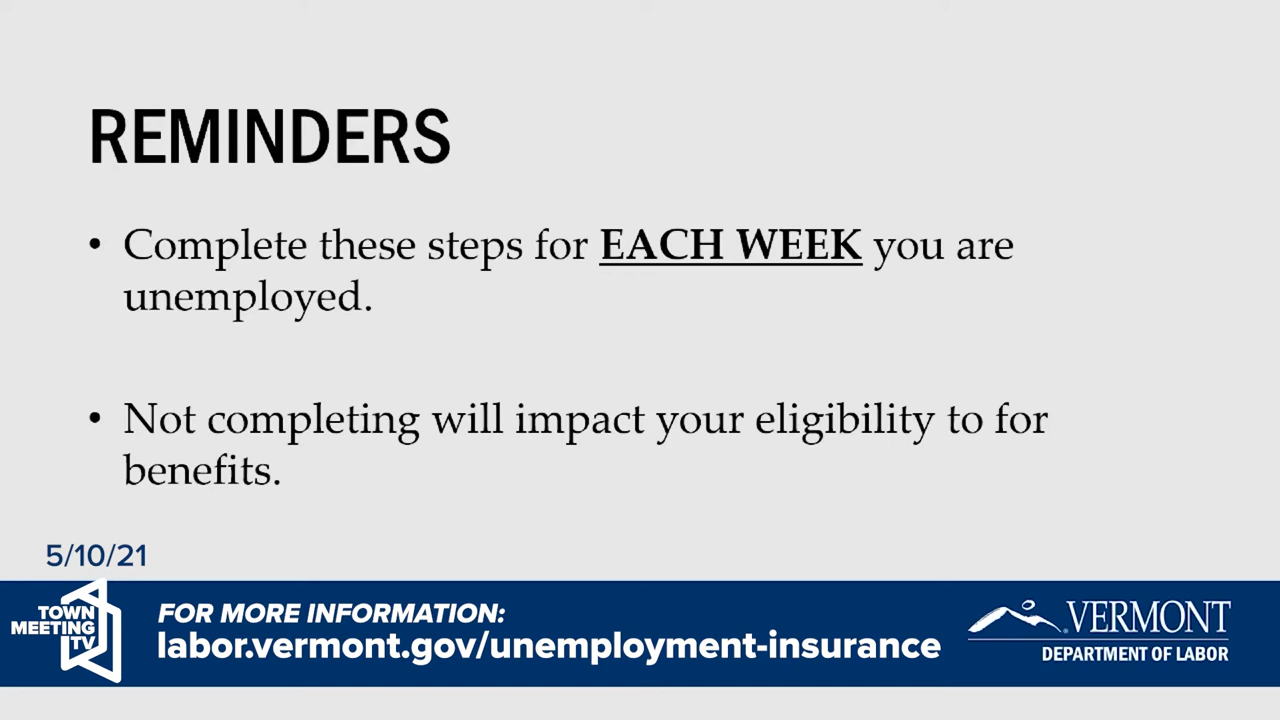 REMINDERS
• Complete these steps for EACH WEEK you are
unemployed.
• Not completing will impact your eligibility to for
benefits.
5/10/21
TOWN
MEETING
TV
FOR MORE INFORMATION:
labor.vermont.gov/unemployment-insurance
VERMONT
DEPARTMENT OF LABOR